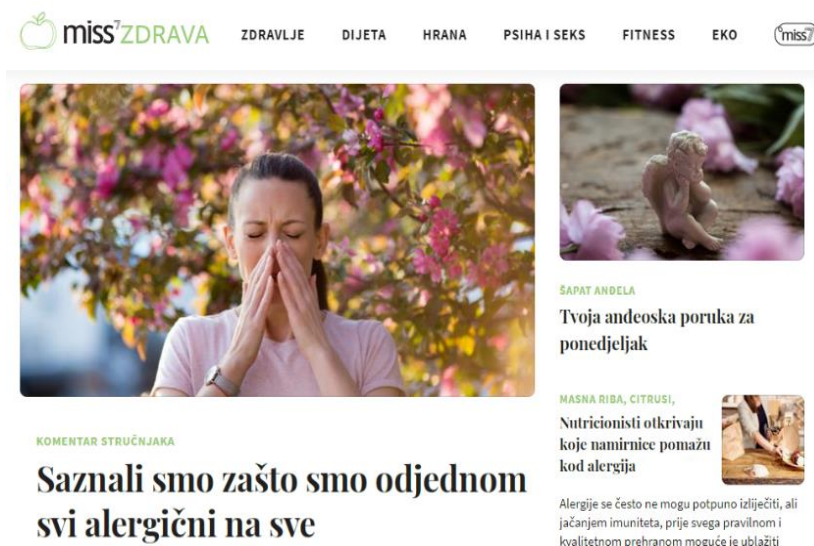 miss7ZDRAVA
ZDRAVLJE DIJETA HRANA PSIHA I SEKS FITNESS EKO miss7
KOMENTAR STRUČNJAKA
Saznali smo zašto smo odjednom
svi alergični na sve
ŠAPAT ANĐELA
Tvoja anđeoska poruka za
ponedjeljak
MASNA RIBA, CITRUSI,
Nutricionisti otkrivaju
koje namirnice pomažu
kod alergija
Alergije se često ne mogu potpuno izliječiti, ali
jačanjem imuniteta, prije svega pravilnom i
kvalitetnom prehranom moguće je ublažiti